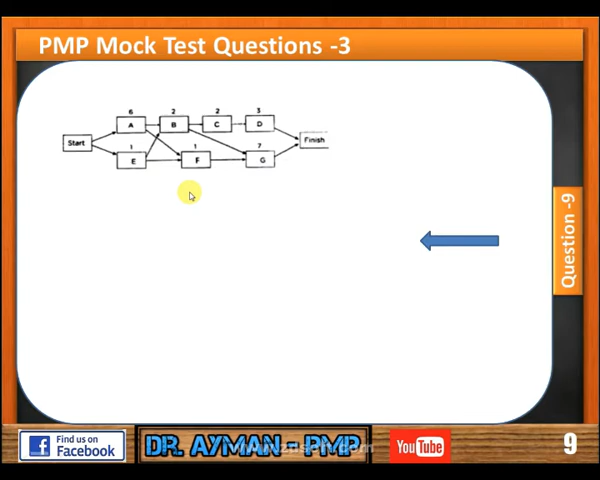 PMP Mock Test Questions -3
6 2 2 3
A B C D
Start Finish
1 1 7
E F G
Question -9
Find us on
Facebook
DR. AYMAN - PMP
YouTube
9